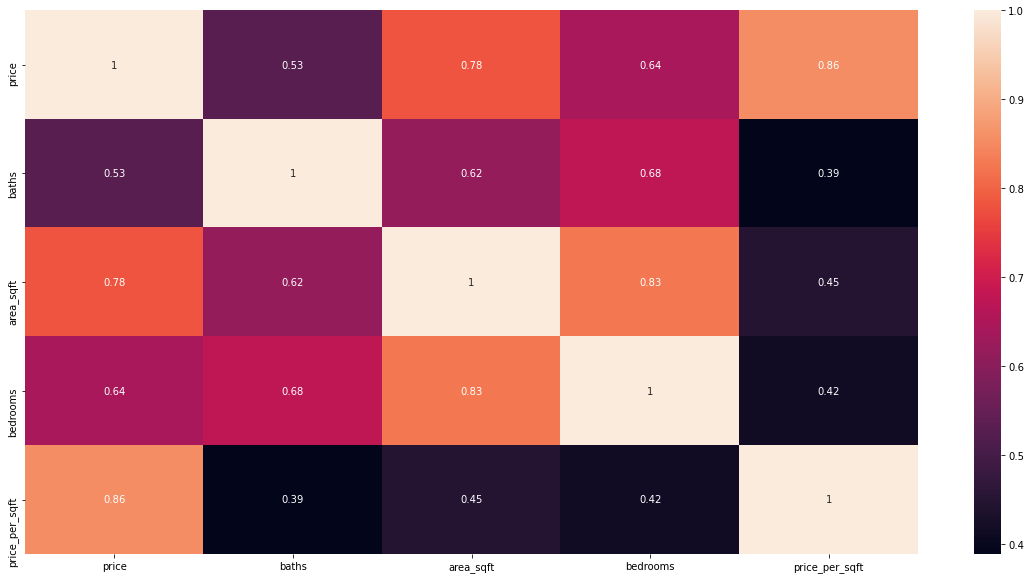 price 1 0.53 0.78 0.64 0.86
baths 0.53 1 0.62 0.68 0.39
area_sqft 0.78 0.62 1 0.83 0.45
bedrooms 0.64 0.68 0.83 1 0.42
price_per_sqft 0.86 0.39 0.45 0.42 1
price baths area_sqft bedrooms price_per_sqft
1.0
0.9
0.8
0.7
0.6
0.5
0.4